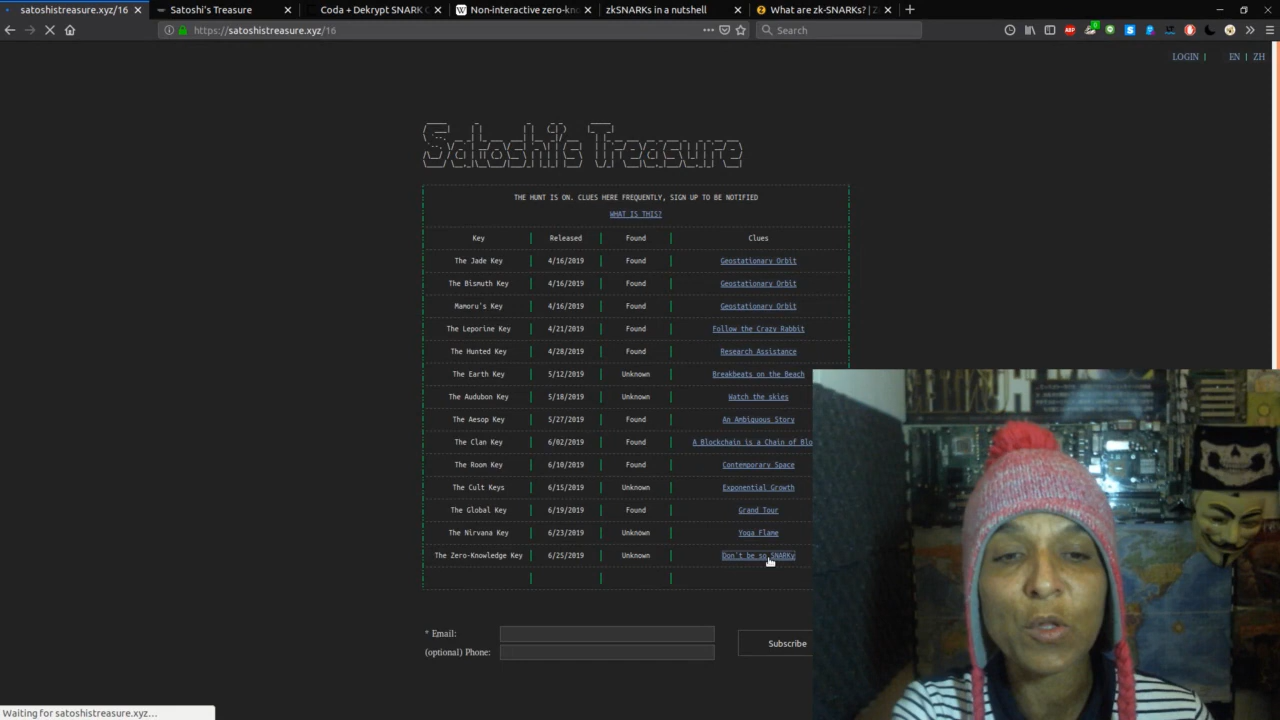 satoshistreasure.xyz/16
Satoshi's Treasure
Coda + Dekrypt SNARK C
Non-interactive zero-kno
zkSNARKs in a nutshell
What are zk-SNARKs? | Z
https://satoshistreasure.xyz/16
Search
LOGIN | EN | ZH
Satoshi's Treasure
THE HUNT IS ON. CLUES HERE FREQUENTLY, SIGN UP TO BE NOTIFIED
WHAT IS THIS?
Key | Released | Found | Clues
The Jade Key | 4/16/2019 | Found | Geostationary Orbit
The Bismuth Key | 4/16/2019 | Found | Geostationary Orbit
Mamoru's Key | 4/16/2019 | Found | Geostationary Orbit
The Leporine Key | 4/21/2019 | Found | Follow the Crazy Rabbit
The Hunted Key | 4/28/2019 | Found | Research Assistance
The Earth Key | 5/12/2019 | Unknown | Breakbeats on the Beach
The Audubon Key | 5/18/2019 | Unknown | Watch the skies
The Aesop Key | 5/27/2019 | Found | An Ambiquous Story
The Clan Key | 6/02/2019 | Found | A Blockchain is a Chain of Blo
The Room Key | 6/10/2019 | Found | Contemporary Space
The Cult Keys | 6/15/2019 | Unknown | Exponential Growth
The Global Key | 6/19/2019 | Found | Grand Tour
The Nirvana Key | 6/23/2019 | Unknown | Yoga Flame
The Zero-Knowledge Key | 6/25/2019 | Unknown | Don't be so SNARKy
* Email:
(optional) Phone:
Subscribe
Waiting for satoshistreasure.xyz...